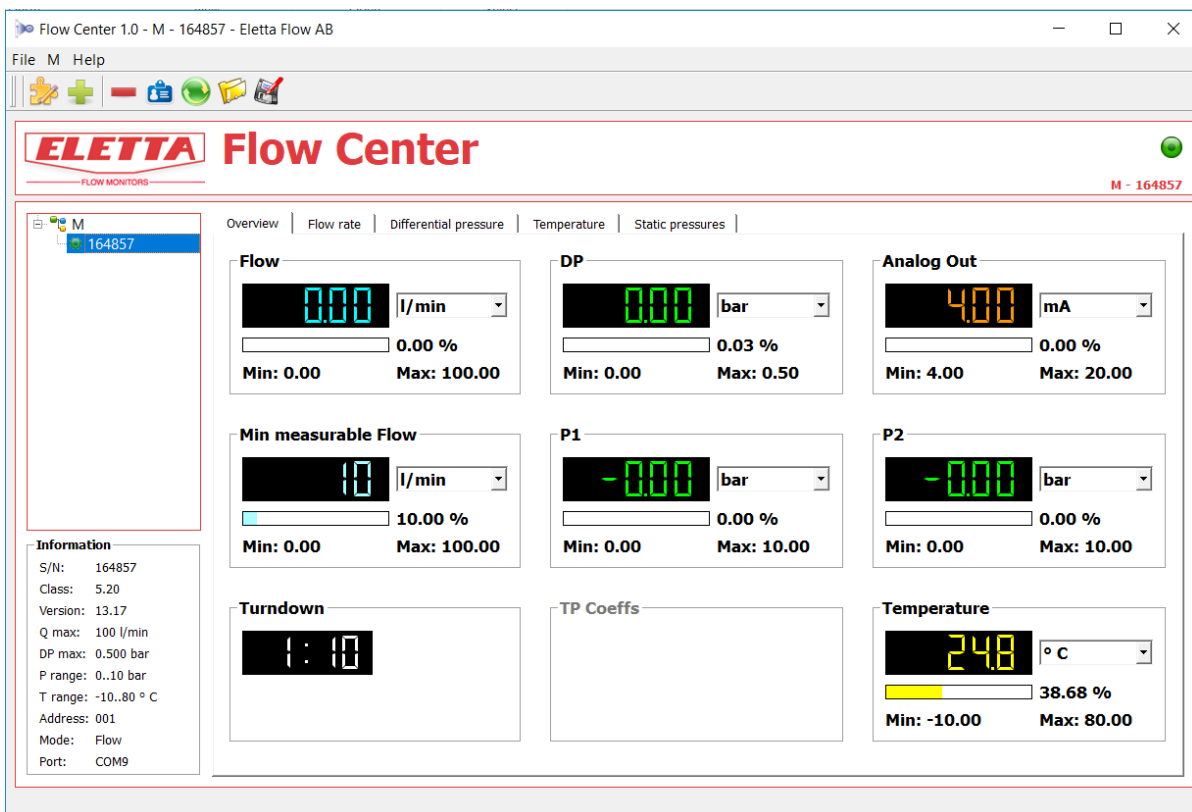 Flow Center 1.0 - M - 164857 - Eletta Flow AB
File M Help
ELETTA
FLOW MONITORS
Flow Center
M - 164857
M
164857
Overview Flow rate Differential pressure Temperature Static pressures
Flow
0.00 l/min
0.00 %
Min: 0.00 Max: 100.00
DP
0.00 bar
0.03 %
Min: 0.00 Max: 0.50
Analog Out
4.00 mA
0.00 %
Min: 4.00 Max: 20.00
Min measurable Flow
10 l/min
10.00 %
Min: 0.00 Max: 100.00
P1
-0.00 bar
0.00 %
Min: 0.00 Max: 10.00
P2
-0.00 bar
0.00 %
Min: 0.00 Max: 10.00
Turndown
1:10
TP Coeffs
Temperature
24.8 ° C
38.68 %
Min: -10.00 Max: 80.00
Information
S/N: 164857
Class: 5.20
Version: 13.17
Q max: 100 l/min
DP max: 0.500 bar
P range: 0..10 bar
T range: -10..80 ° C
Address: 001
Mode: Flow
Port: COM9